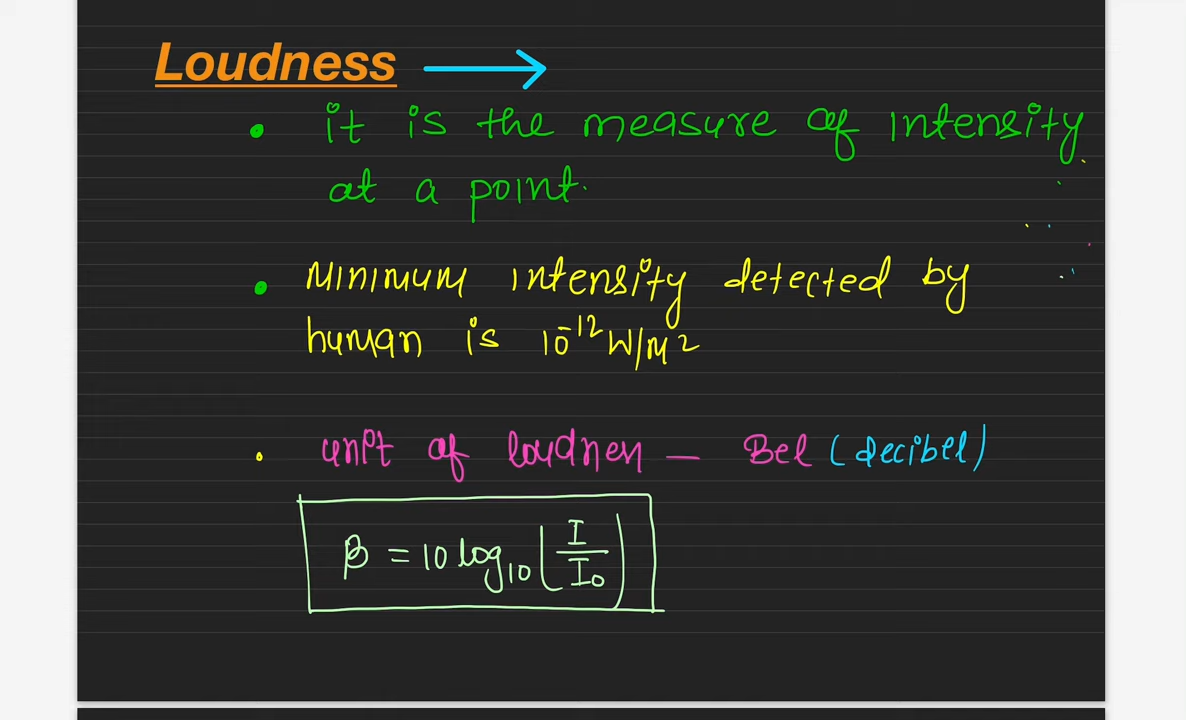 Loudness →
• it is the measure of intensity
at a point.
• Minimum intensity detected by
human is 10⁻¹² W/m²
• unit of loudness — Bel (decibel)
β = 10 log₁₀ (I/I₀)